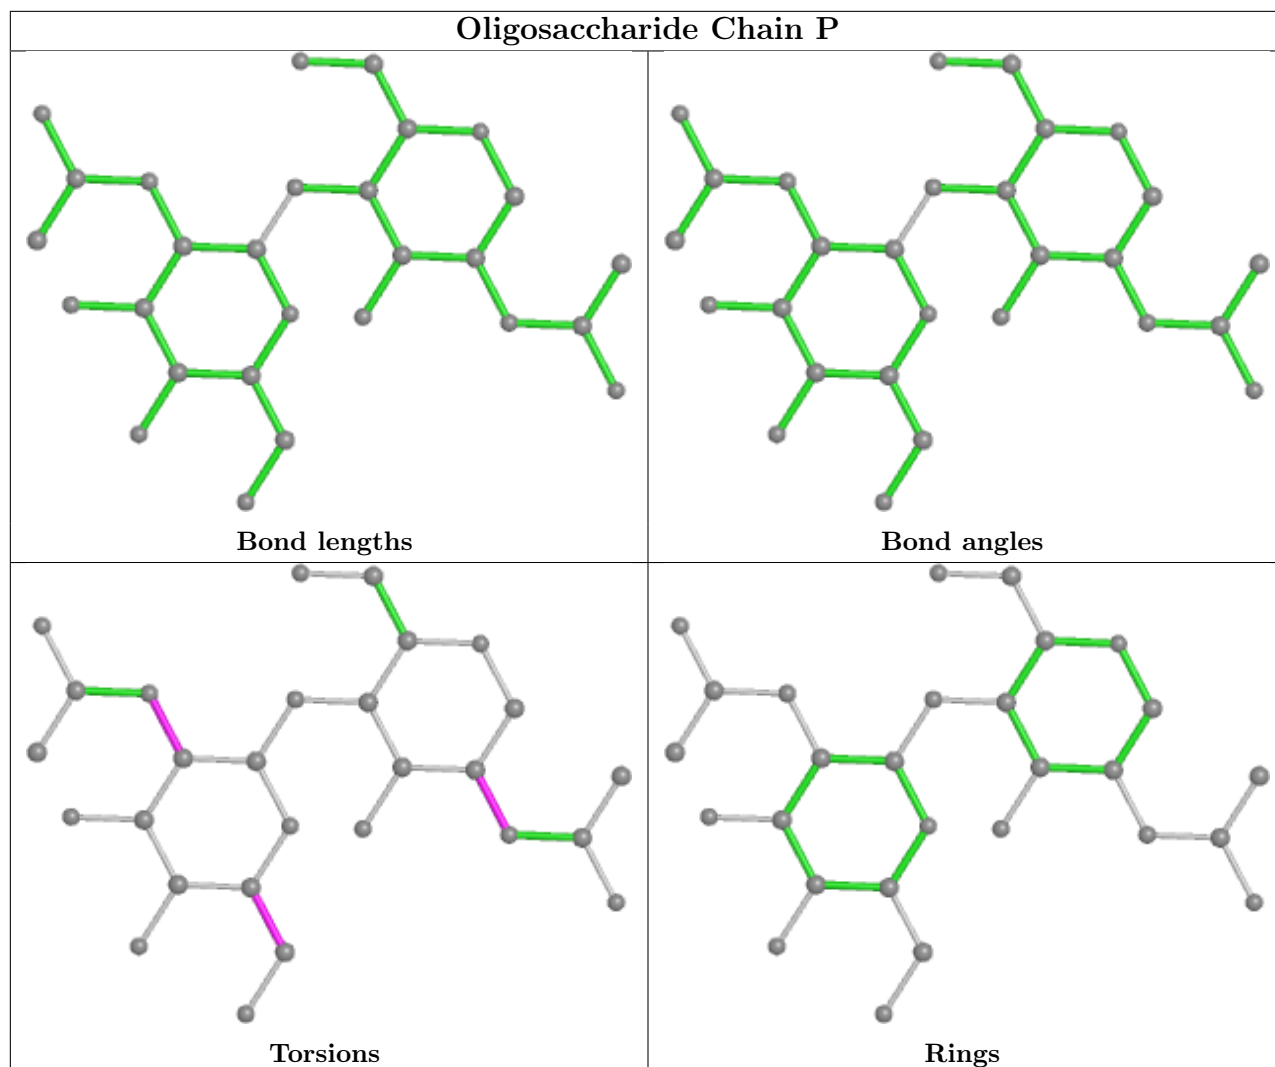 Oligosaccharide Chain P
Bond lengths
Bond angles
Torsions
Rings